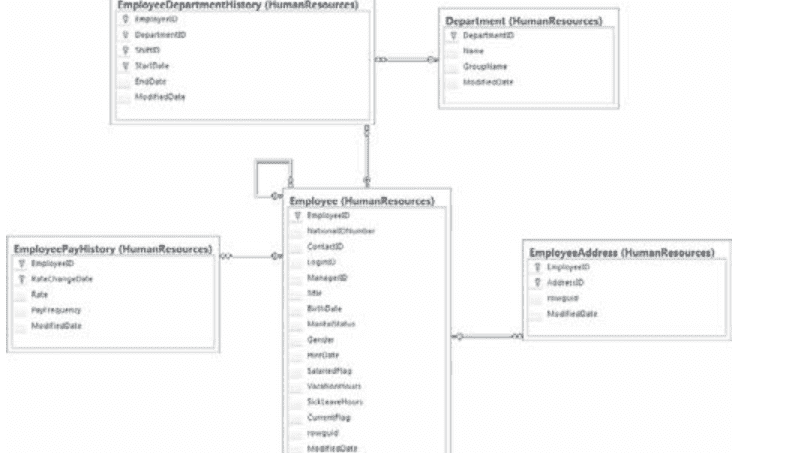 EmployeeDepartmentHistory (HumanResources)
EmployeeID
DepartmentID
ShiftID
StartDate
EndDate
ModifiedDate
Department (HumanResources)
DepartmentID
Name
GroupName
ModifiedDate
Employee (HumanResources)
EmployeeID
NationalIDNumber
ContactID
LoginID
ManagerID
Title
BirthDate
MaritalStatus
Gender
HireDate
SalariedFlag
VacationHours
SickLeaveHours
CurrentFlag
rowguid
ModifiedDate
EmployeePayHistory (HumanResources)
EmployeeID
RateChangeDate
Rate
PayFrequency
ModifiedDate
EmployeeAddress (HumanResources)
EmployeeID
AddressID
rowguid
ModifiedDate